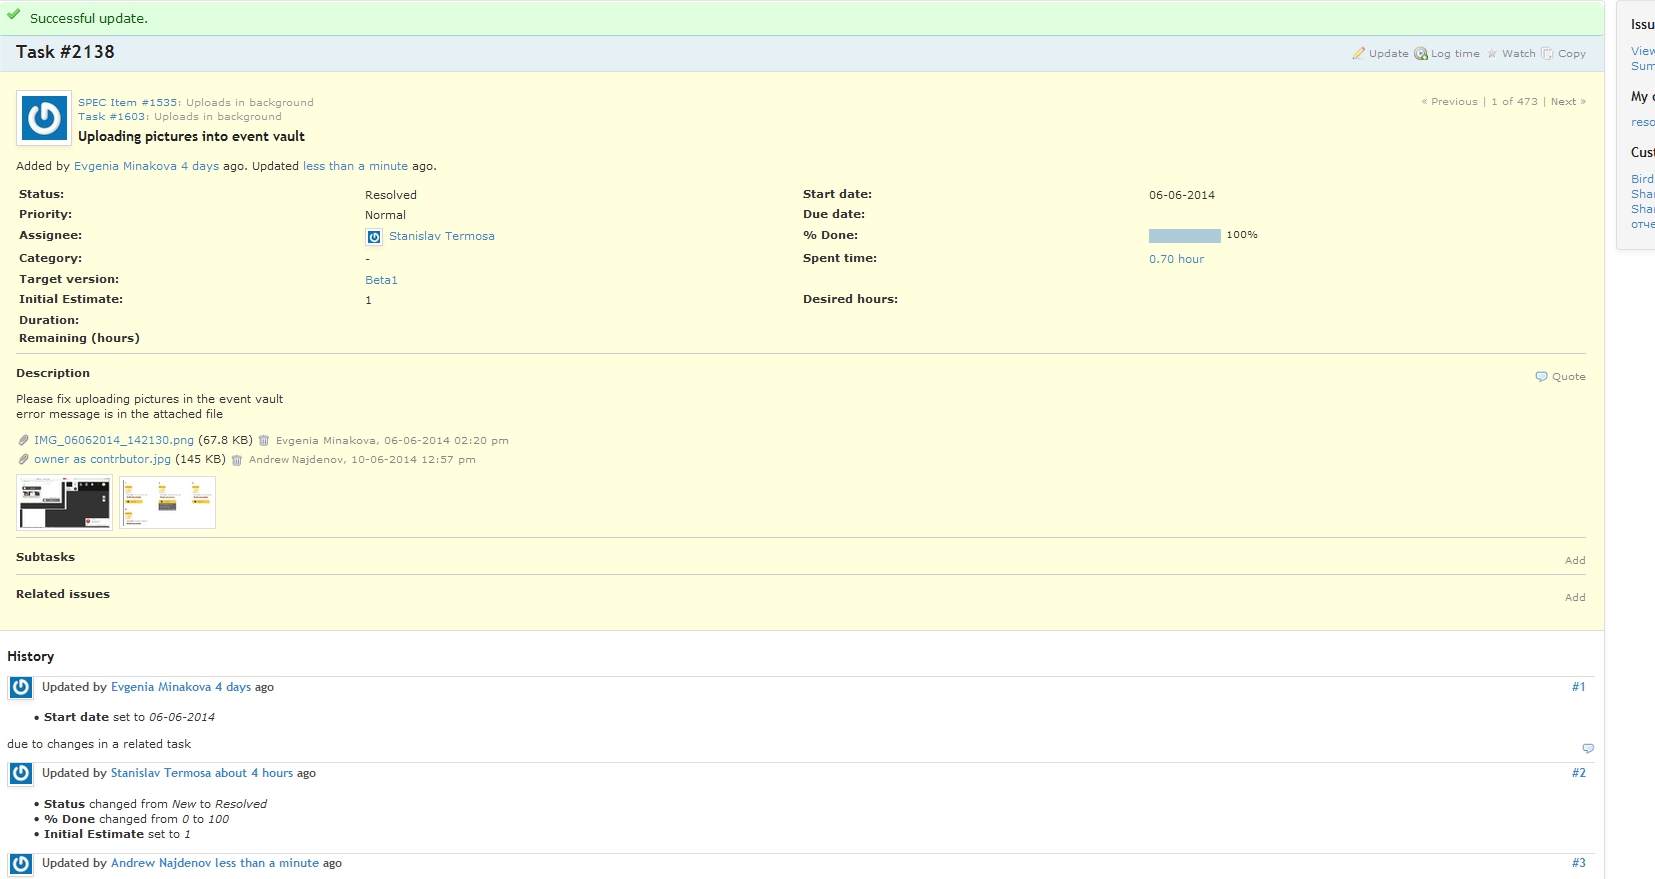 Successful update.
Task #2138
Update Log time Watch Copy
SPEC Item #1535: Uploads in background
Task #1603: Uploads in background
Uploading pictures into event vault
« Previous | 1 of 473 | Next »
Added by Evgenia Minakova 4 days ago. Updated less than a minute ago.
Status: Resolved Start date: 06-06-2014
Priority: Normal Due date:
Assignee: Stanislav Termosa % Done: 100%
Category: - Spent time: 0.70 hour
Target version: Beta1
Initial Estimate: 1 Desired hours:
Duration:
Remaining (hours)
Description
Quote
Please fix uploading pictures in the event vault
error message is in the attached file
IMG_06062014_142130.png (67.8 KB) Evgenia Minakova, 06-06-2014 02:20 pm
owner as contrbutor.jpg (145 KB) Andrew Najdenov, 10-06-2014 12:57 pm
Subtasks Add
Related issues Add
History
Updated by Evgenia Minakova 4 days ago #1
• Start date set to 06-06-2014
due to changes in a related task
Updated by Stanislav Termosa about 4 hours ago #2
• Status changed from New to Resolved
• % Done changed from 0 to 100
• Initial Estimate set to 1
Updated by Andrew Najdenov less than a minute ago #3
Issu
View
Sum
My c
reso
Cust
Bird
Shar
Shar
отче